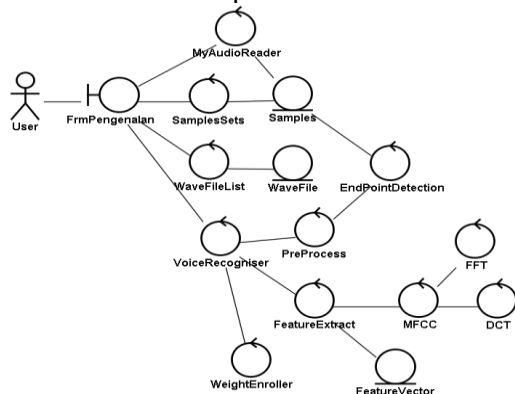 MyAudioReader
User
FrmPengenalan
SamplesSets
Samples
WaveFileList
WaveFile
EndPointDetection
VoiceRecogniser
PreProcess
FFT
FeatureExtract
MFCC
DCT
WeightEnroller
FeatureVector